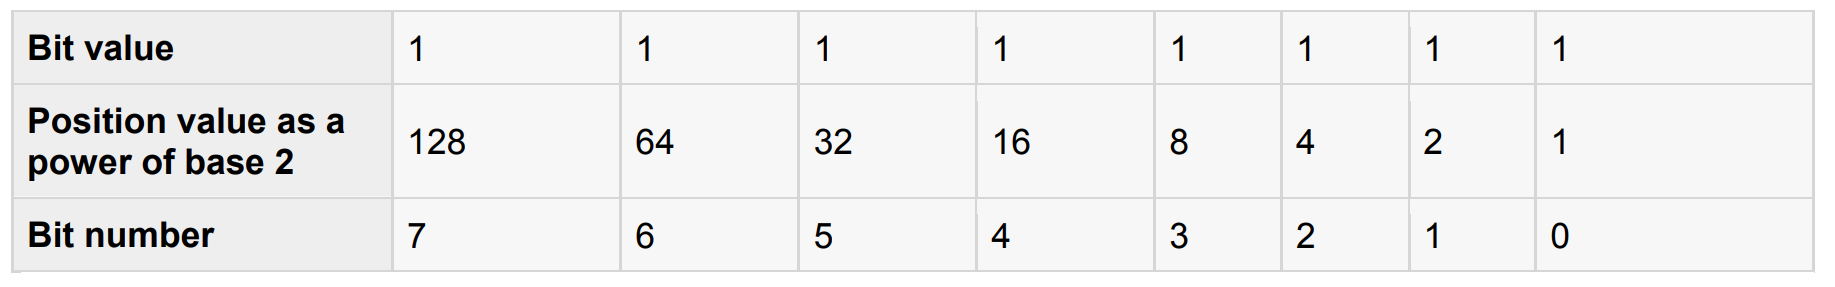 Bit value 1 1 1 1 1 1 1 1
Position value as a
power of base 2 128 64 32 16 8 4 2 1
Bit number 7 6 5 4 3 2 1 0